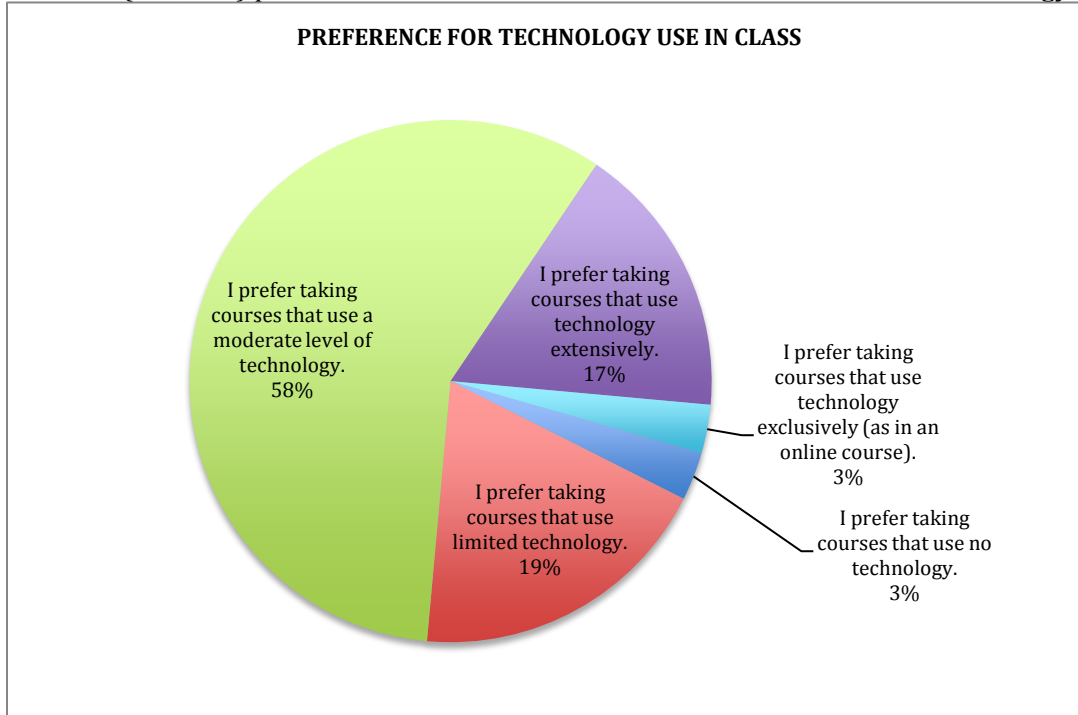 PREFERENCE FOR TECHNOLOGY USE IN CLASS
I prefer taking
courses that use a
moderate level of
technology.
58%
I prefer taking
courses that use
technology
extensively.
17%
I prefer taking
courses that use
technology
exclusively (as in an
online course).
3%
I prefer taking
courses that use no
technology.
3%
I prefer taking
courses that use
limited technology.
19%